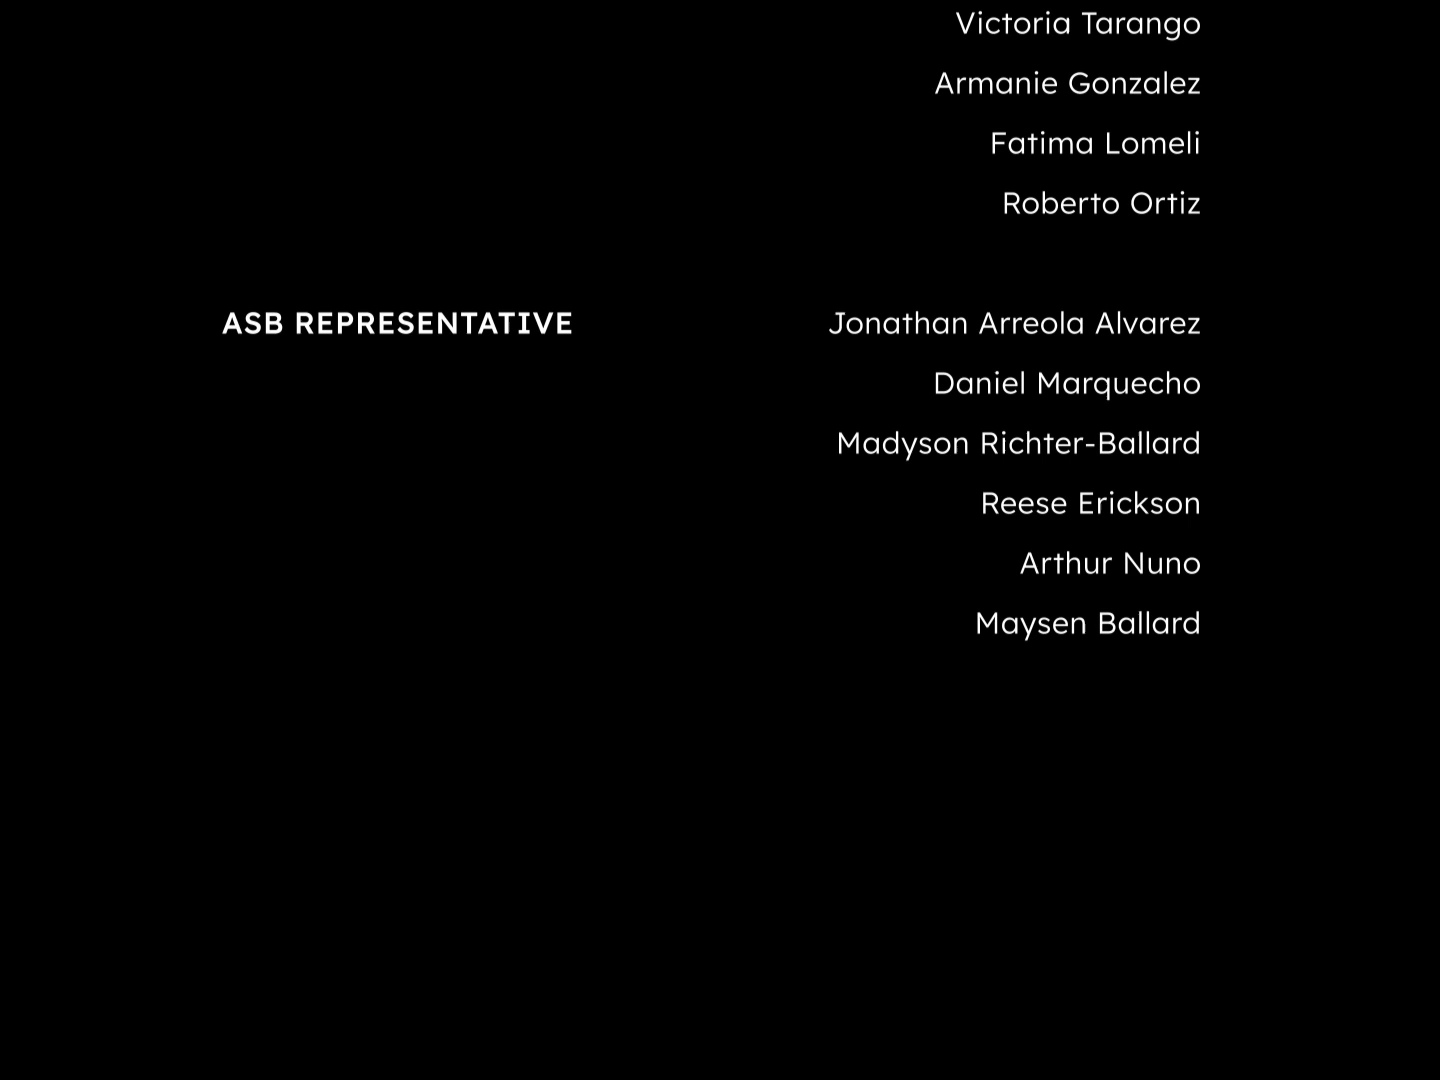 Victoria Tarango
Armanie Gonzalez
Fatima Lomeli
Roberto Ortiz
ASB REPRESENTATIVE Jonathan Arreola Alvarez
Daniel Marquecho
Madyson Richter-Ballard
Reese Erickson
Arthur Nuno
Maysen Ballard